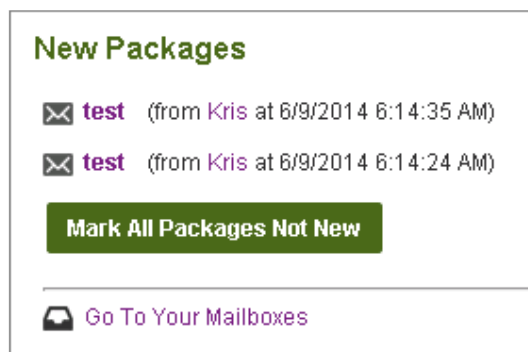 New Packages
test (from Kris at 6/9/2014 6:14:35 AM)
test (from Kris at 6/9/2014 6:14:24 AM)
Mark All Packages Not New
Go To Your Mailboxes